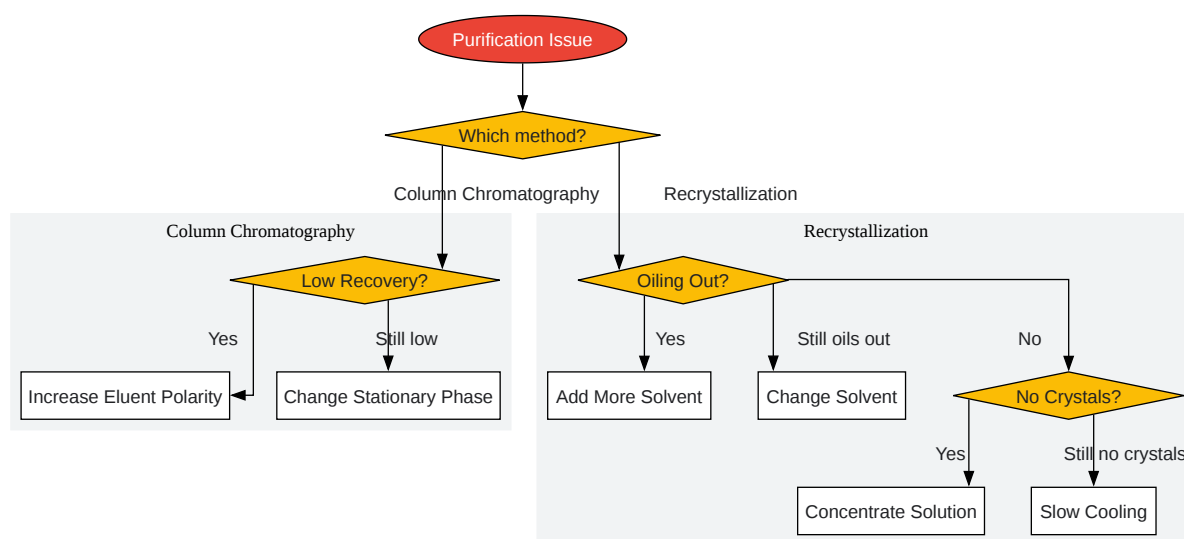 Purification Issue
Which method?
Column Chromatography
Recrystallization
Column Chromatography
Recrystallization
Low Recovery?
Oiling Out?
Yes
Still low
Yes
Still oils out
No
Increase Eluent Polarity
Change Stationary Phase
Add More Solvent
Change Solvent
No Crystals?
Yes
Still no crystals
Concentrate Solution
Slow Cooling